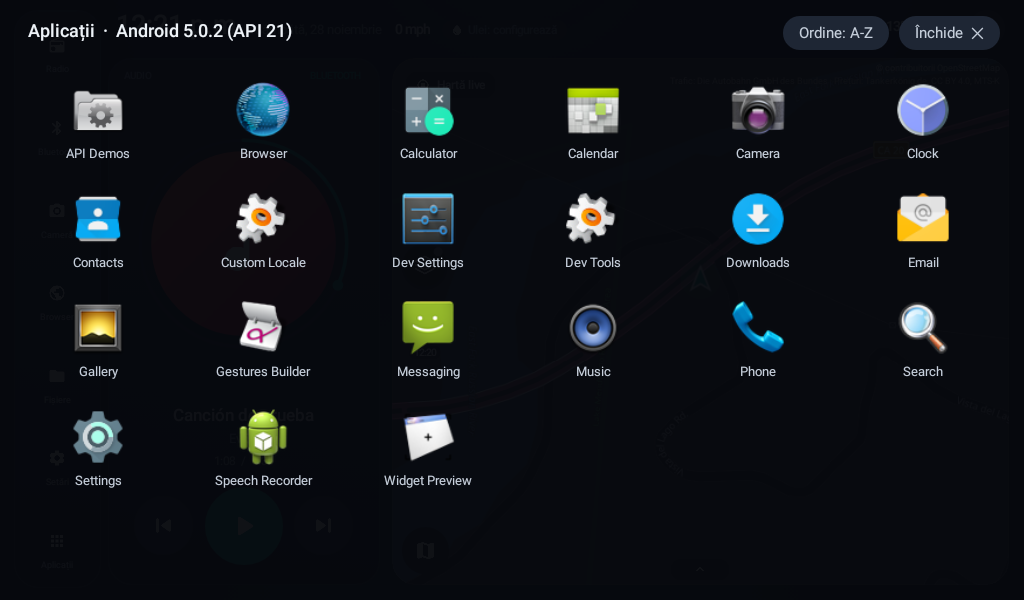 Aplicații · Android 5.0.2 (API 21)
Ordine: A-Z
Închide
API Demos
Browser
Calculator
Calendar
Camera
Clock
Contacts
Custom Locale
Dev Settings
Dev Tools
Downloads
Email
Gallery
Gestures Builder
Messaging
Music
Phone
Search
Settings
Speech Recorder
Widget Preview